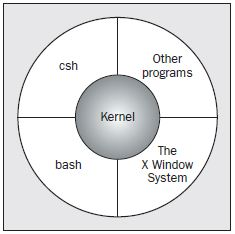 csh
Other
programs
Kernel
bash
The
X Window
System